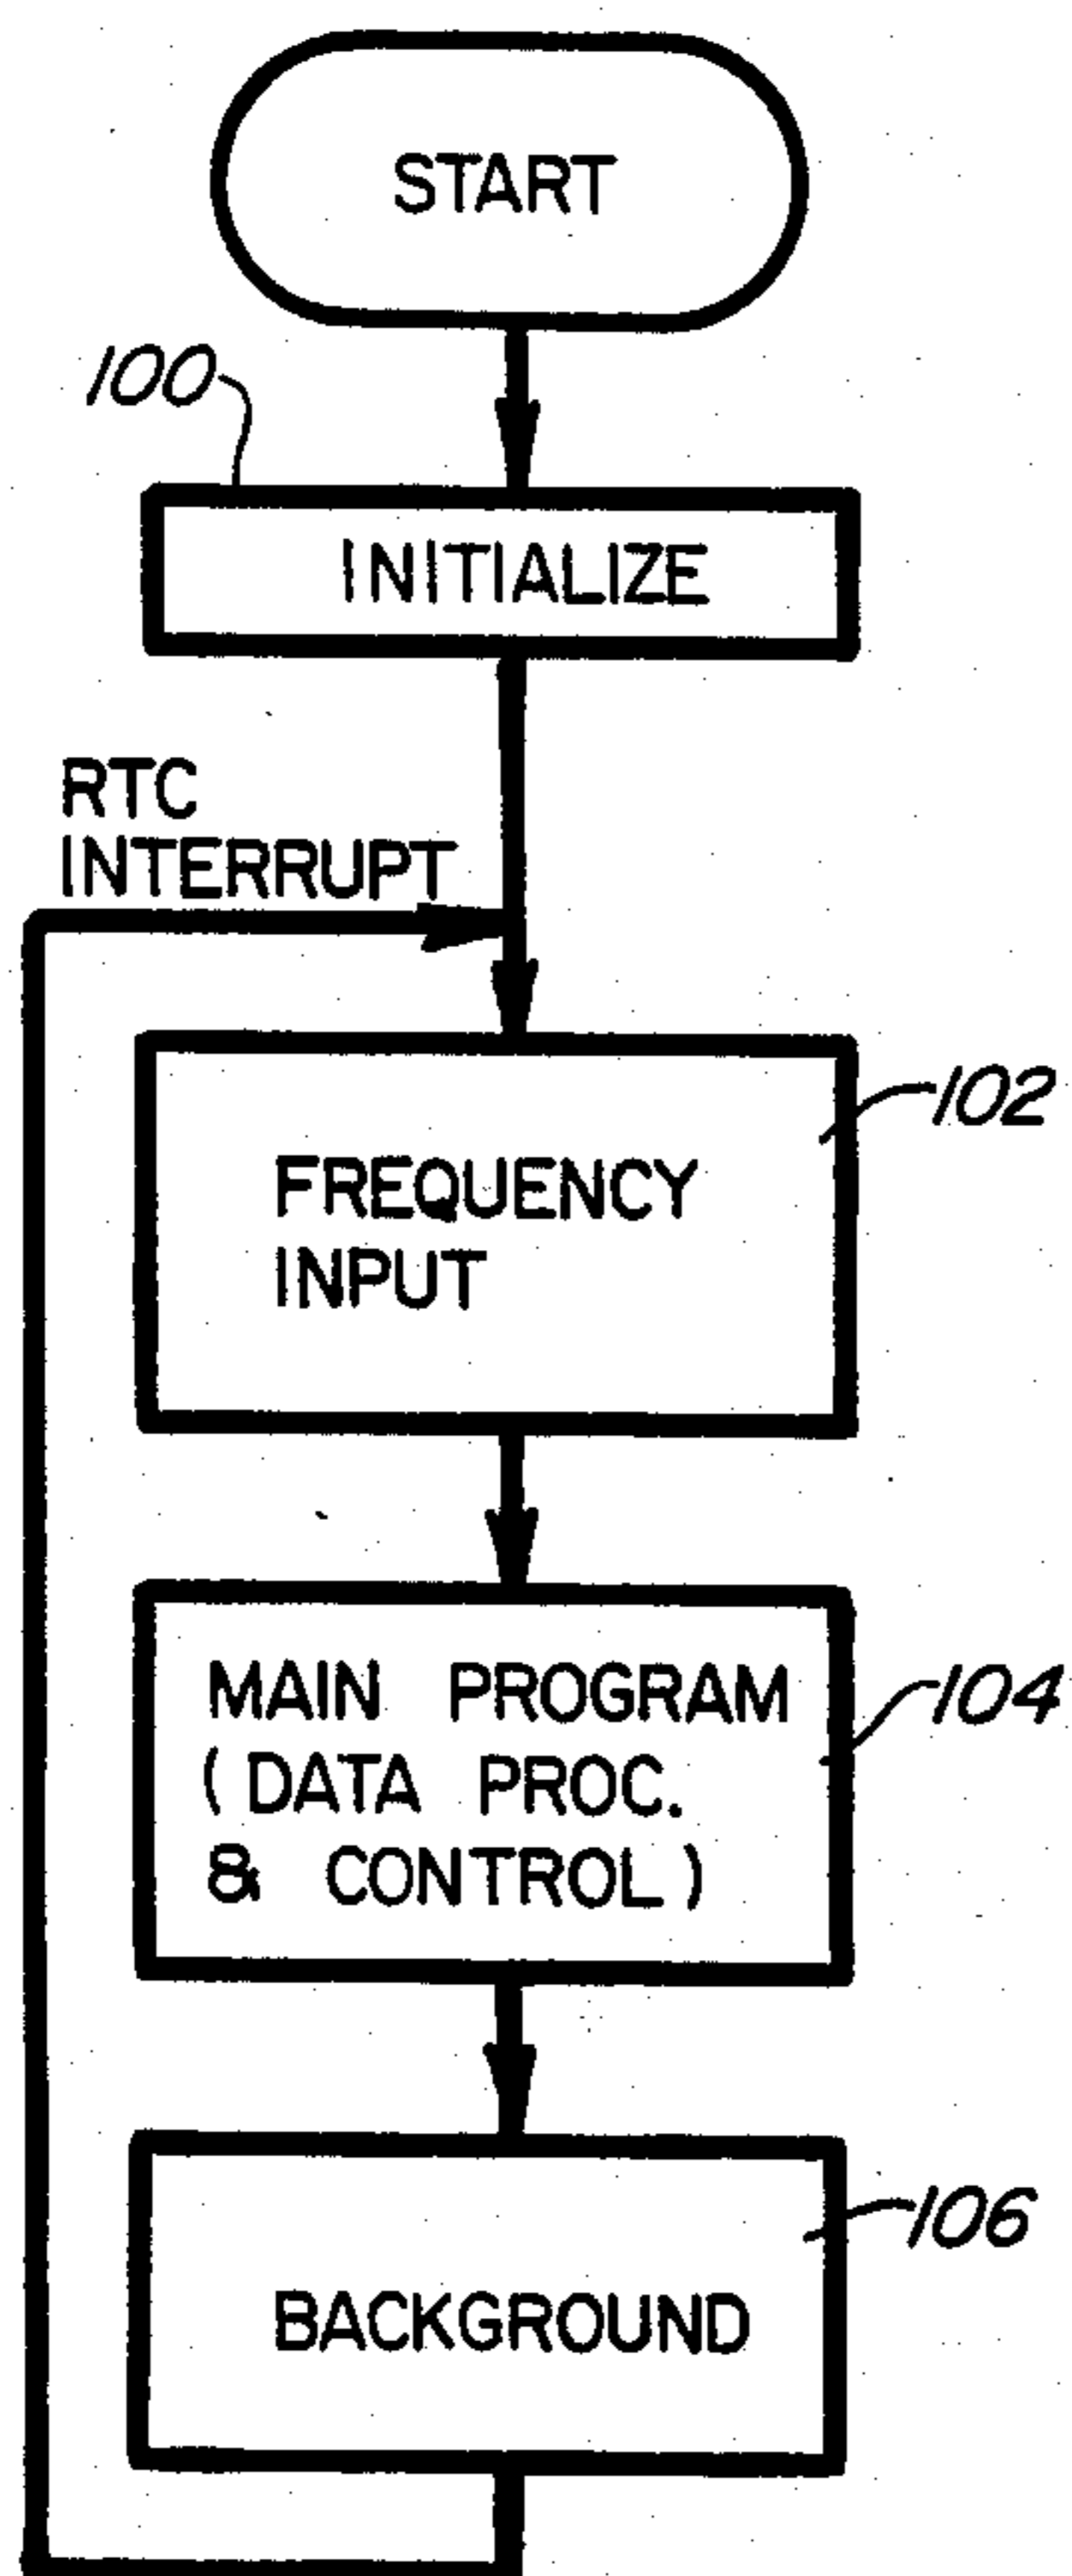 START
100
INITIALIZE
RTC
INTERRUPT
102
FREQUENCY
INPUT
MAIN PROGRAM
(DATA PROC.
& CONTROL)
104
106
BACKGROUND